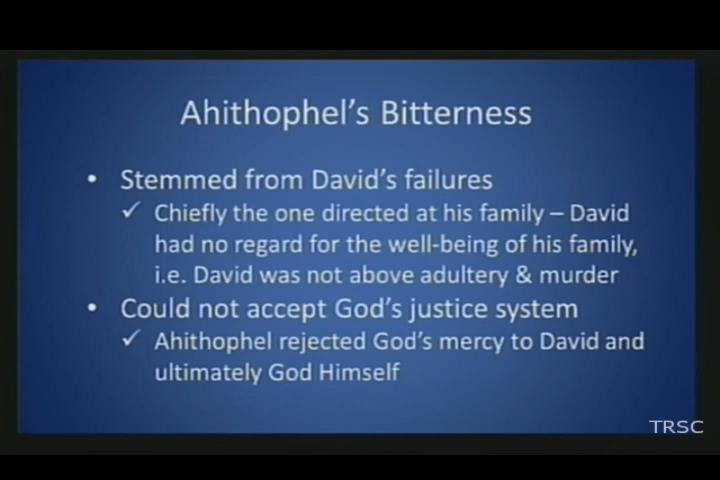 Ahithophel's Bitterness
• Stemmed from David's failures
✓ Chiefly the one directed at his family – David
had no regard for the well-being of his family,
i.e. David was not above adultery & murder
• Could not accept God's justice system
✓ Ahithophel rejected God's mercy to David and
ultimately God Himself
TRSC